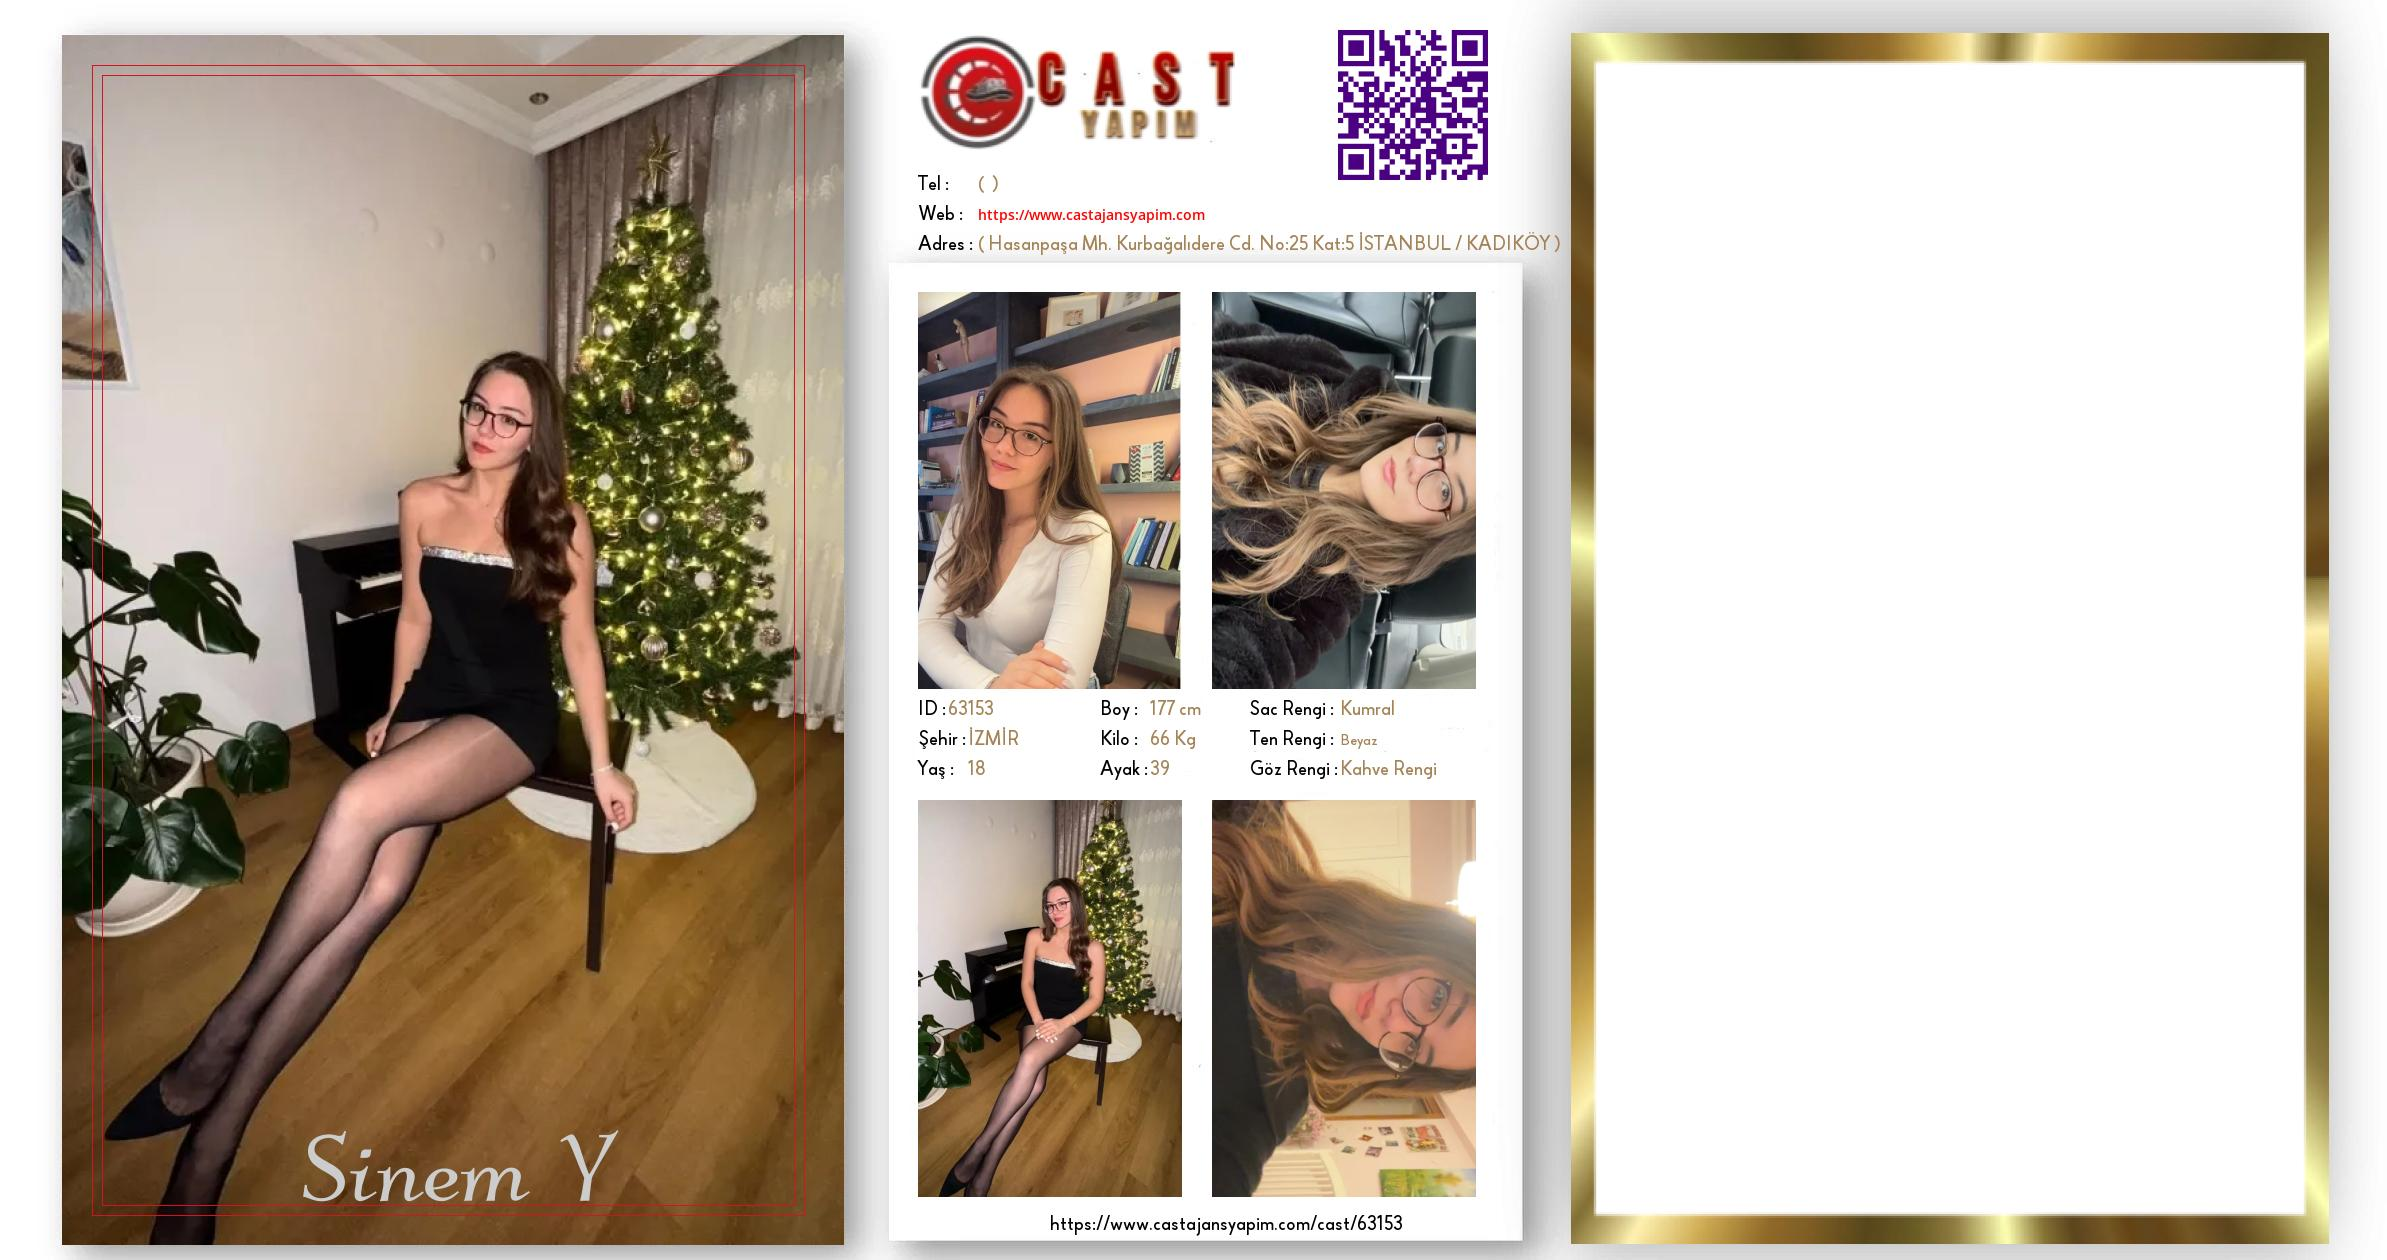 Sinem Y
CAST
YAPIM
Tel : ( )
Web : https://www.castajansyapim.com
Adres : ( Hasanpaşa Mh. Kurbağalıdere Cd. No:25 Kat:5 İSTANBUL / KADIKÖY )
ID : 63153 Boy : 177 cm Sac Rengi : Kumral
Şehir : İZMİR Kilo : 66 Kg Ten Rengi : Beyaz
Yaş : 18 Ayak : 39 Göz Rengi : Kahve Rengi
https://www.castajansyapim.com/cast/63153